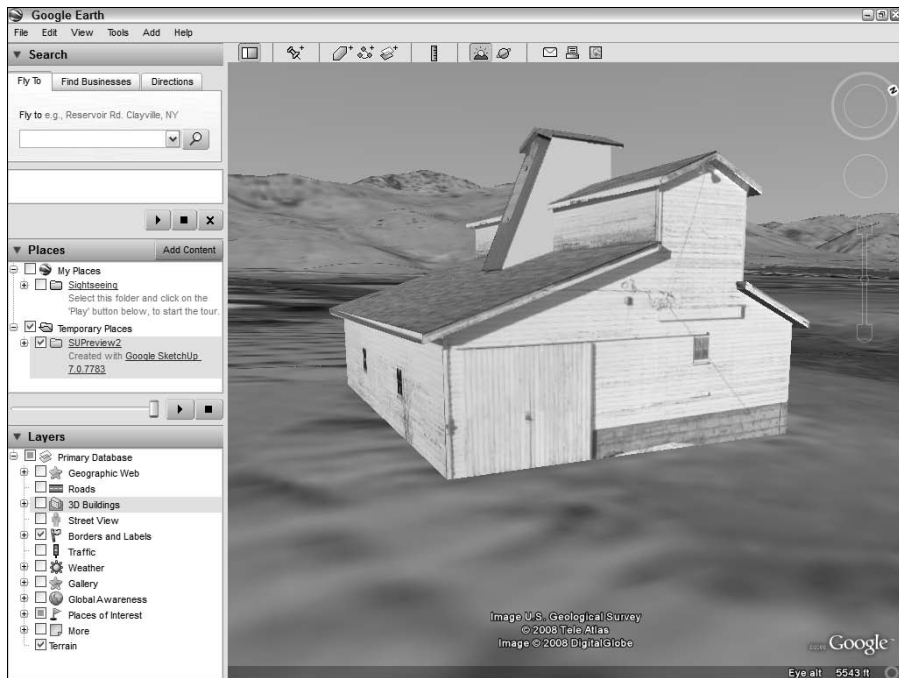 Google Earth
File Edit View Tools Add Help
Search
Fly To Find Businesses Directions
Fly to e.g., Reservoir Rd. Clayville, NY
Places Add Content
My Places
Sightseeing
Select this folder and click on the
'Play' button below, to start the tour.
Temporary Places
SUPreview2
Created with Google SketchUp
7.0.7783
Layers
Primary Database
Geographic Web
Roads
3D Buildings
Street View
Borders and Labels
Traffic
Weather
Gallery
Global Awareness
Places of Interest
More
Terrain
N
Image U.S. Geological Survey
© 2008 Tele Atlas
Image © 2008 DigitalGlobe
Google™
Eye alt 5543 ft